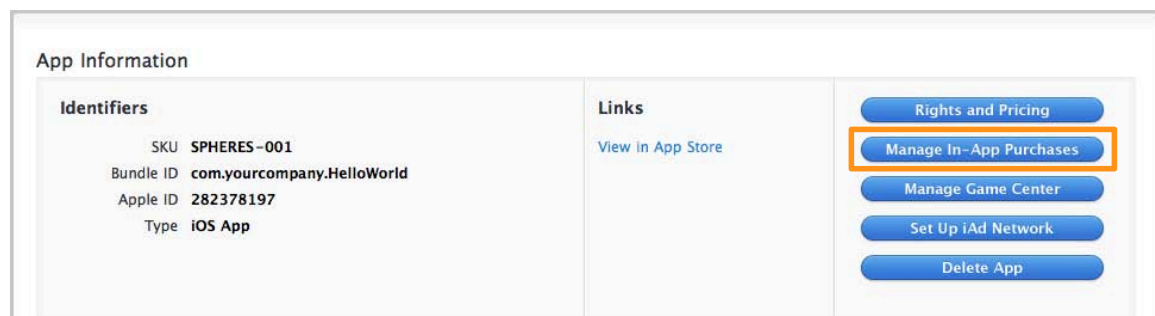 App Information
Identifiers
SKU SPHERES-001
Bundle ID com.yourcompany.HelloWorld
Apple ID 282378197
Type iOS App
Links
View in App Store
Rights and Pricing
Manage In-App Purchases
Manage Game Center
Set Up iAd Network
Delete App